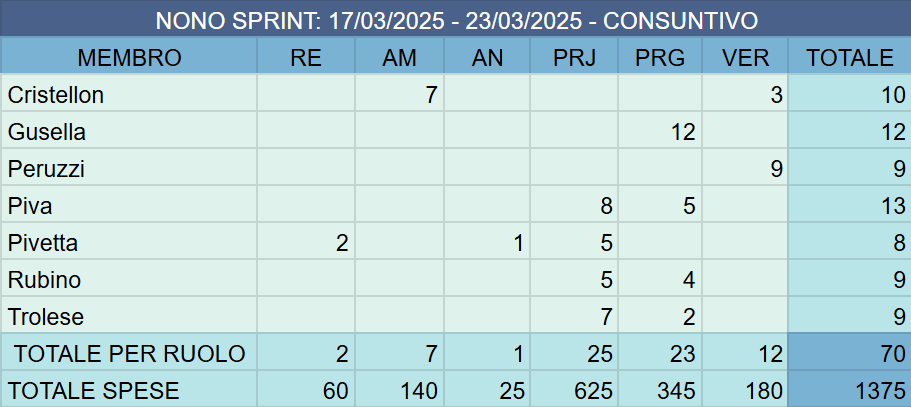 NONO SPRINT: 17/03/2025 - 23/03/2025 - CONSUNTIVO
MEMBRO RE AM AN PRJ PRG VER TOTALE
Cristellon 7 3 10
Gusella 12 12
Peruzzi 9 9
Piva 8 5 13
Pivetta 2 1 5 8
Rubino 5 4 9
Trolese 7 2 9
TOTALE PER RUOLO 2 7 1 25 23 12 70
TOTALE SPESE 60 140 25 625 345 180 1375